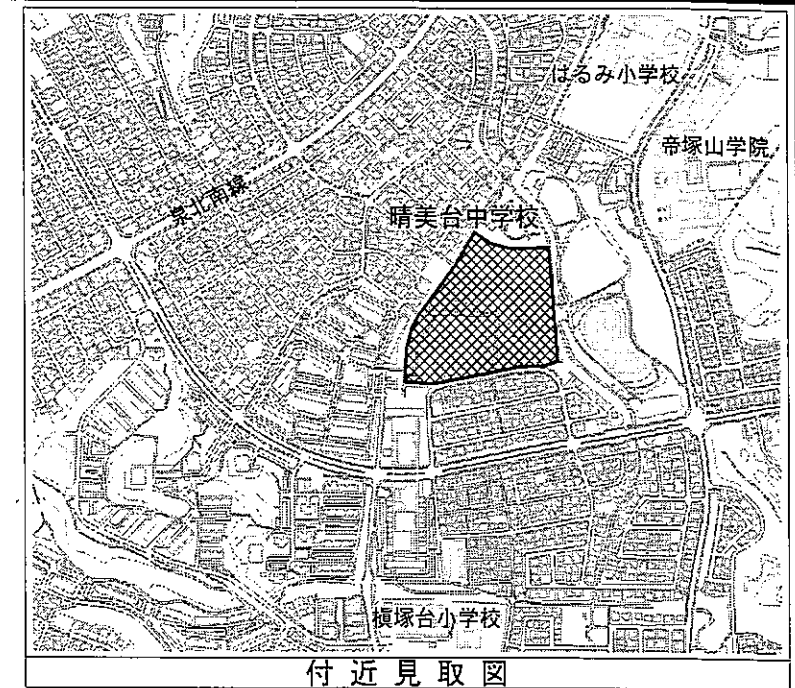 はるみ小学校
帝塚山学院
泉北南線
晴美台中学校
槇塚台小学校
付近見取図